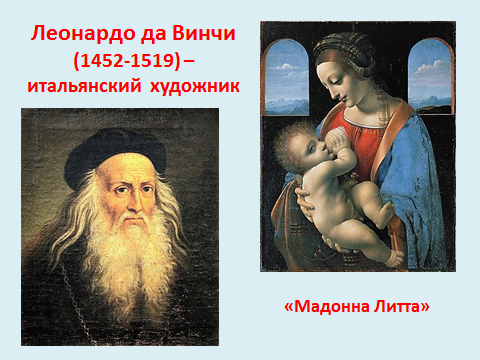 Леонардо да Винчи
(1452-1519) –
итальянский художник
«Мадонна Литта»